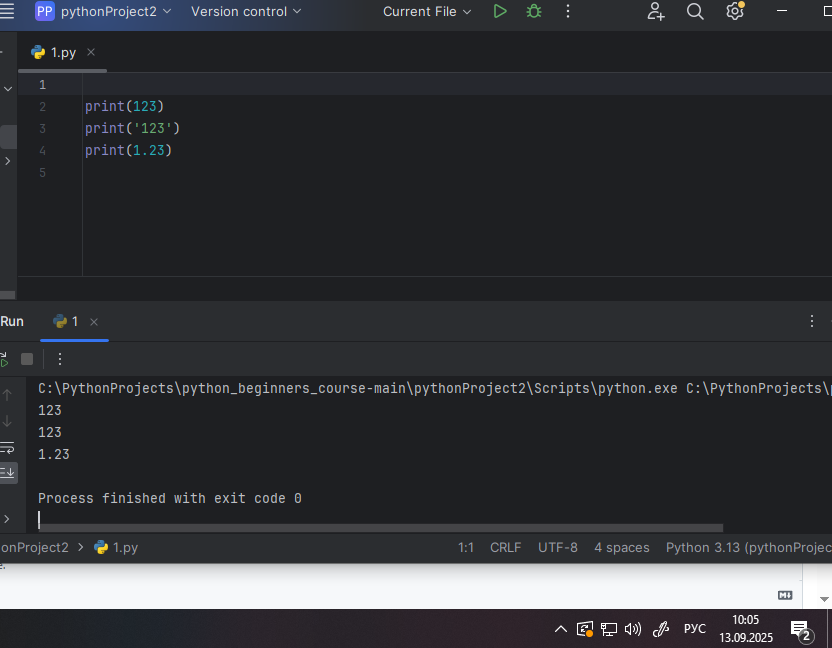 PP pythonProject2 Version control Current File
1.py
1
2 print(123)
3 print('123')
4 print(1.23)
5
Run 1
C:\PythonProjects\python_beginners_course-main\pythonProject2\Scripts\python.exe C:\PythonProjects\
123
123
1.23
Process finished with exit code 0
onProject2 > 1.py 1:1 CRLF UTF-8 4 spaces Python 3.13 (pythonProjec
РУС 10:05
13.09.2025 2